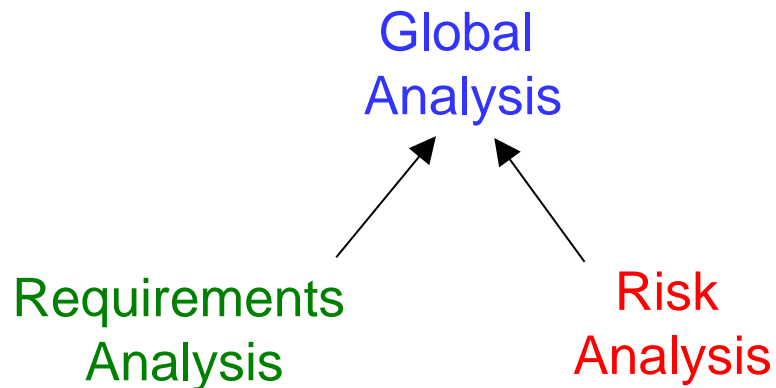 Global
Analysis
Requirements
Analysis
Risk
Analysis